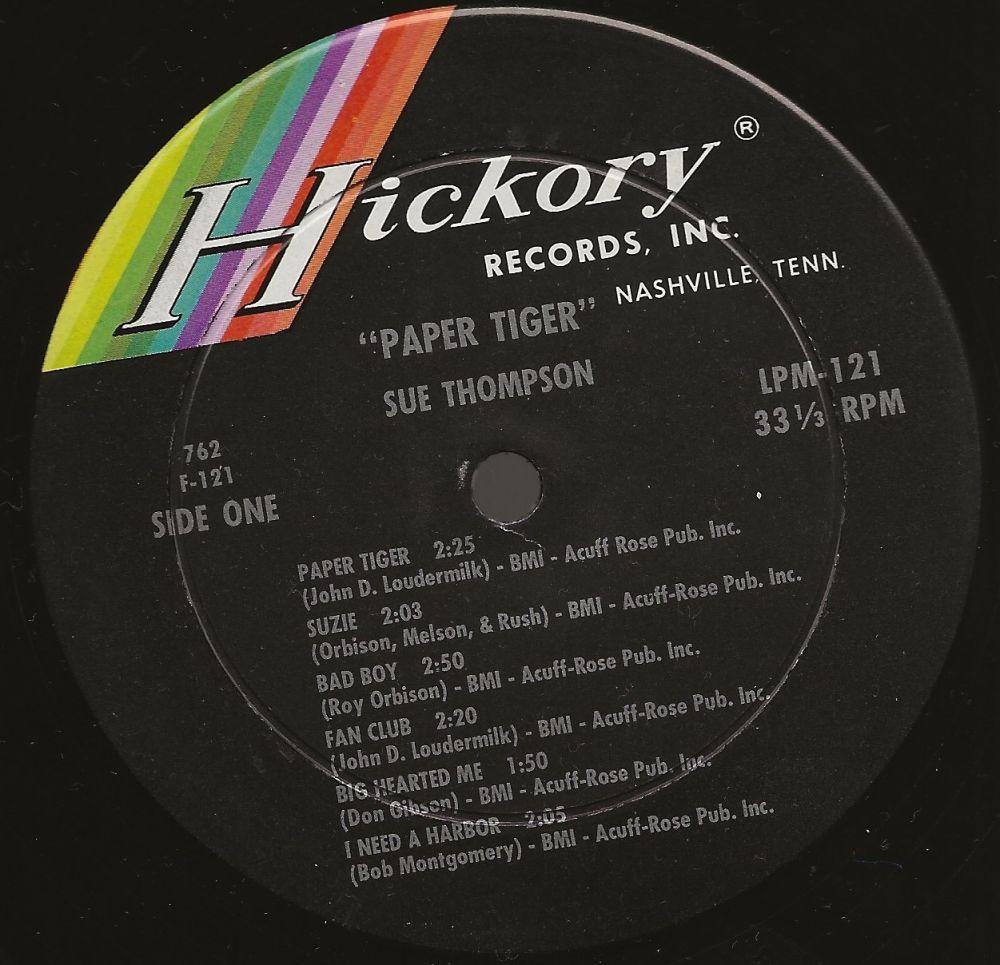 Hickory ®
RECORDS, INC.
NASHVILLE, TENN.
"PAPER TIGER"
SUE THOMPSON
LPM-121
33 1/3 RPM
762
F-121
SIDE ONE
PAPER TIGER 2:25
(John D. Loudermilk) - BMI - Acuff Rose Pub. Inc.
SUZIE 2:03
(Orbison, Melson, & Rush) - BMI - Acuff-Rose Pub. Inc.
BAD BOY 2:50
(Roy Orbison) - BMI - Acuff-Rose Pub. Inc.
FAN CLUB 2:20
(John D. Loudermilk) - BMI - Acuff-Rose Pub. Inc.
BIG HEARTED ME 1:50
(Don Gibson) - BMI - Acuff-Rose Pub. Inc.
I NEED A HARBOR 2:05
(Bob Montgomery) - BMI - Acuff-Rose Pub. Inc.